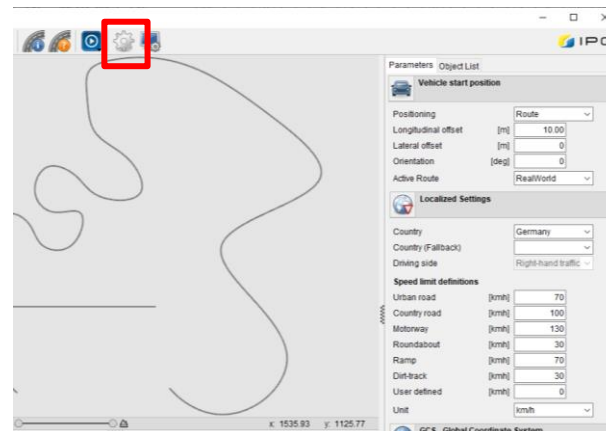 IPG
Parameters Object List
Vehicle start position
Positioning Route
Longitudinal offset [m] 10.00
Lateral offset [m] 0
Orientation [deg] 0
Active Route RealWorld
Localized Settings
Country Germany
Country (Fallback)
Driving side Right-hand traffic
Speed limit definitions
Urban road [kmh] 70
Country road [kmh] 100
Motorway [kmh] 130
Roundabout [kmh] 30
Ramp [kmh] 70
Dirt-track [kmh] 30
User defined [kmh] 0
Unit km/h
x: 1535.93 y: 1125.77
GCS - Global Coordinate System